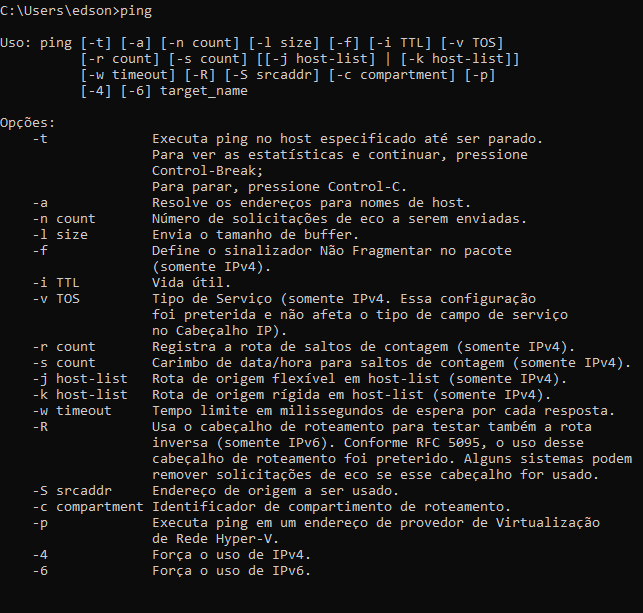 C:\Users\edson>ping
Uso: ping [-t] [-a] [-n count] [-l size] [-f] [-i TTL] [-v TOS]
[-r count] [-s count] [[-j host-list] | [-k host-list]]
[-w timeout] [-R] [-S srcaddr] [-c compartment] [-p]
[-4] [-6] target_name
Opções:
-t Executa ping no host especificado até ser parado.
Para ver as estatísticas e continuar, pressione
Control-Break;
Para parar, pressione Control-C.
-a Resolve os endereços para nomes de host.
-n count Número de solicitações de eco a serem enviadas.
-l size Envia o tamanho de buffer.
-f Define o sinalizador Não Fragmentar no pacote
(somente IPv4).
-i TTL Vida útil.
-v TOS Tipo de Serviço (somente IPv4. Essa configuração
foi preterida e não afeta o tipo de campo de serviço
no Cabeçalho IP).
-r count Registra a rota de saltos de contagem (somente IPv4).
-s count Carimbo de data/hora para saltos de contagem (somente IPv4).
-j host-list Rota de origem flexível em host-list (somente IPv4).
-k host-list Rota de origem rígida em host-list (somente IPv4).
-w timeout Tempo limite em milissegundos de espera por cada resposta.
-R Usa o cabeçalho de roteamento para testar também a rota
inversa (somente IPv6). Conforme RFC 5095, o uso desse
cabeçalho de roteamento foi preterido. Alguns sistemas podem
remover solicitações de eco se esse cabeçalho for usado.
-S srcaddr Endereço de origem a ser usado.
-c compartment Identificador de compartimento de roteamento.
-p Executa ping em um endereço de provedor de Virtualização
de Rede Hyper-V.
-4 Força o uso de IPv4.
-6 Força o uso de IPv6.